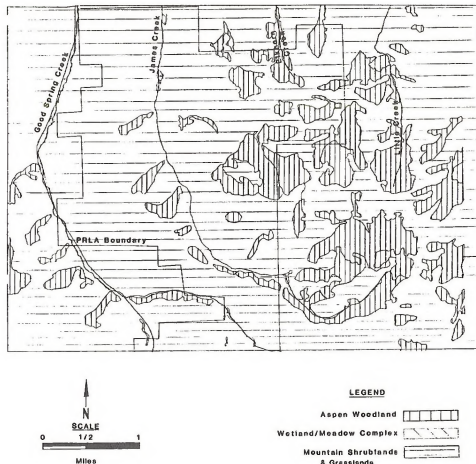 Good Spring Creek
James Creek
Creek
Little Creek
PRLA Boundary
N
SCALE
0 1/2 1
Miles
LEGEND
Aspen Woodland
Wetland/Meadow Complex
Mountain Shrublands
& Grasslands